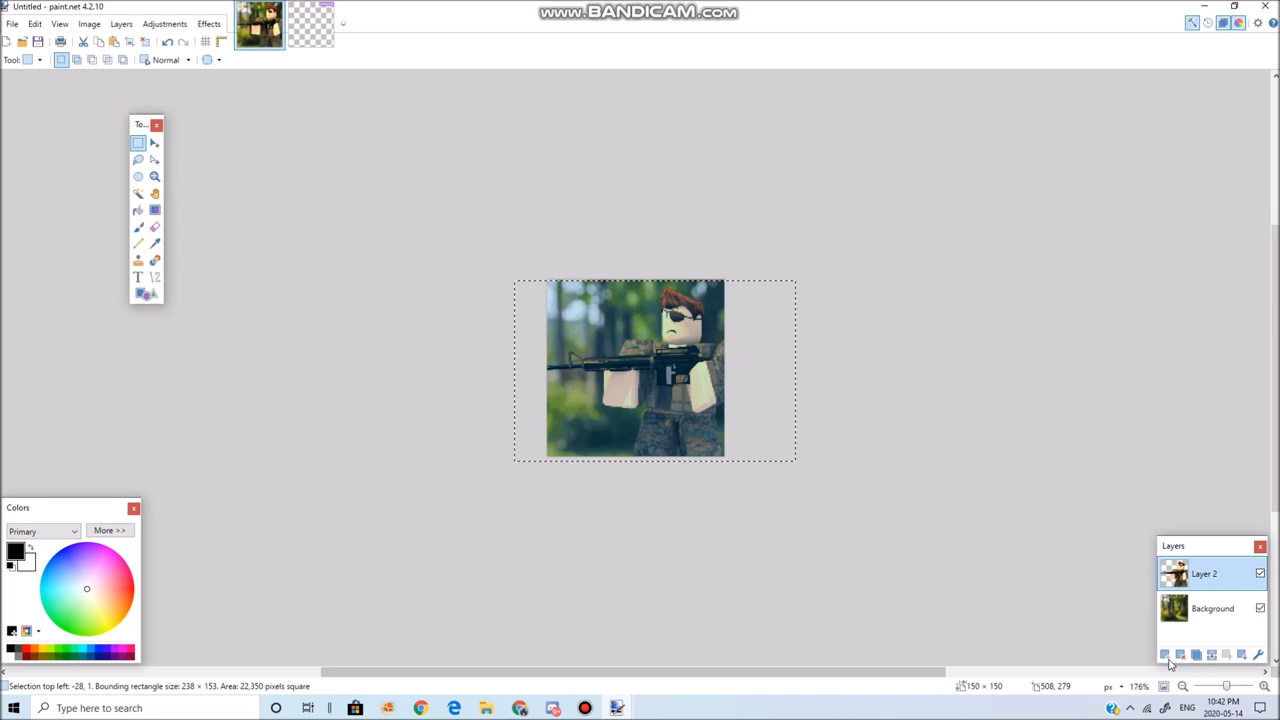 Untitled - paint.net 4.2.10
www.BANDICAM.com
File Edit View Image Layers Adjustments Effects
Tool: Normal
To...
Colors
Primary
More >>
Layers
Layer 2
Background
Selection top left: -28, 1. Bounding rectangle size: 238 × 153. Area: 22,350 pixels square
150 × 150
508, 279
px
176%
Type here to search
ENG
10:42 PM
2020-05-14